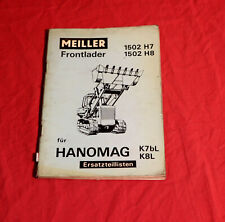 MEILLER
Frontlader
1502 H7
1502 H8
für
HANOMAG
K7bL
K8L
Ersatzteillisten